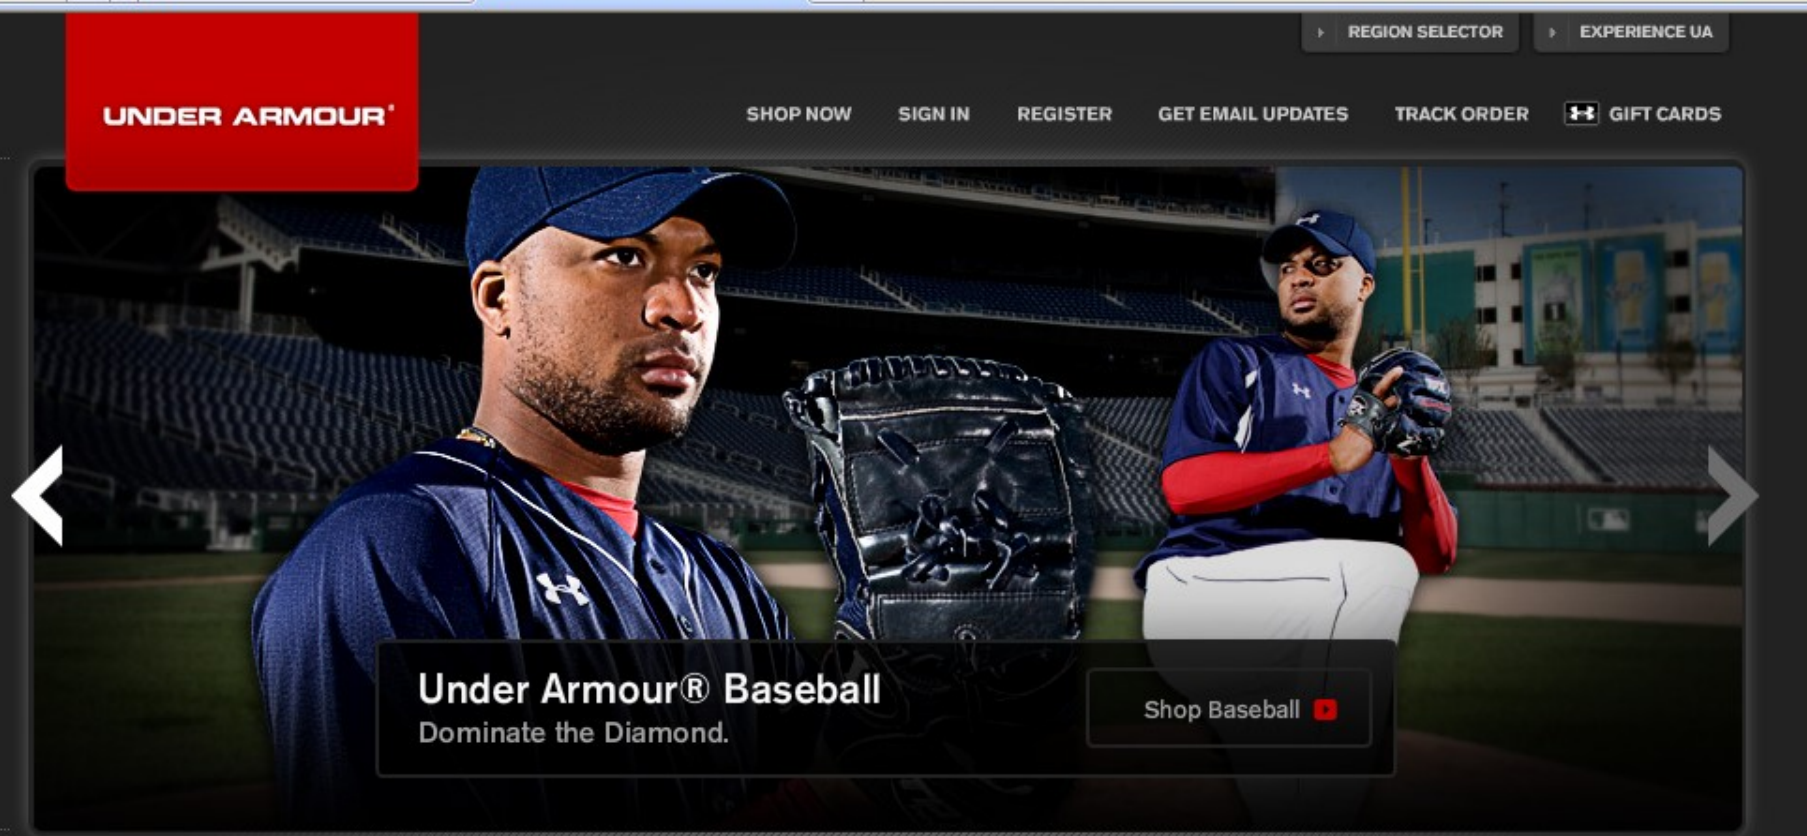 REGION SELECTOR
EXPERIENCE UA
UNDER ARMOUR®
SHOP NOW
SIGN IN
REGISTER
GET EMAIL UPDATES
TRACK ORDER
GIFT CARDS
Under Armour® Baseball
Dominate the Diamond.
Shop Baseball